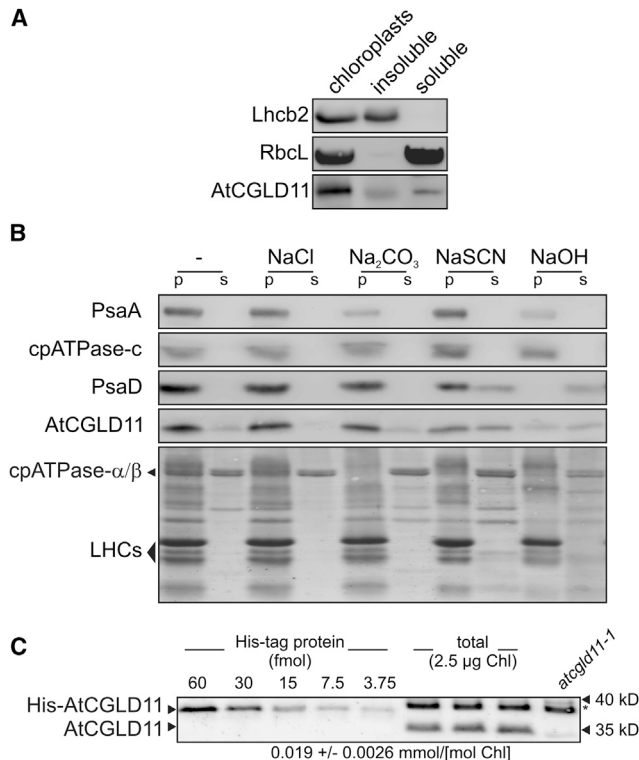 A
chloroplasts insoluble soluble
Lhcb2
RbcL
AtCGLD11
B
- NaCl Na₂CO₃ NaSCN NaOH
p s p s p s p s p s
PsaA
cpATPase-c
PsaD
AtCGLD11
cpATPase-α/β
LHCs
C
His-tag protein (fmol)
total (2.5 µg Chl)
atcgld11-1
60 30 15 7.5 3.75
His-AtCGLD11
40 kD
*
AtCGLD11
35 kD
0.019 +/- 0.0026 mmol/[mol Chl]